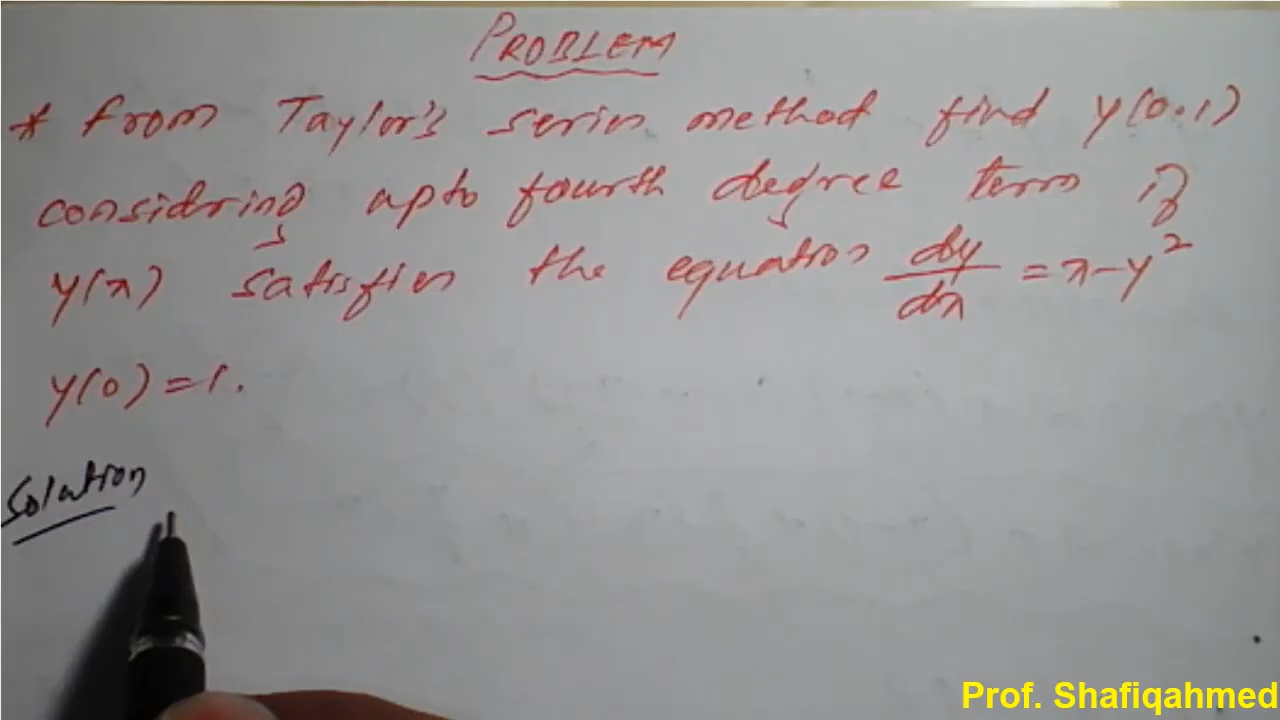 PROBLEM
* From Taylor's series method find y(0.1)
considring upto fourth degree term if
y(x) satisfies the equation dy/dx = x-y²
y(0)=1.
Solution
Prof. Shafiqahmed